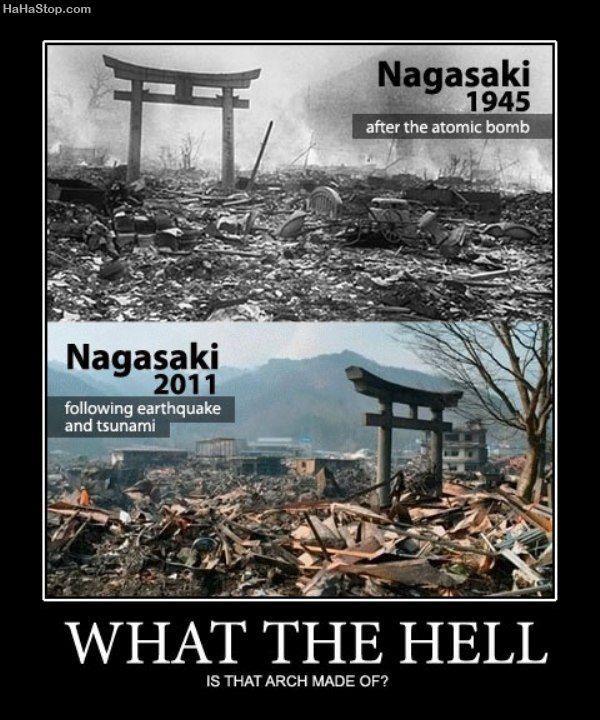 HaHaStop.com
Nagasaki
1945
after the atomic bomb
Nagasaki
2011
following earthquake
and tsunami
WHAT THE HELL
IS THAT ARCH MADE OF?